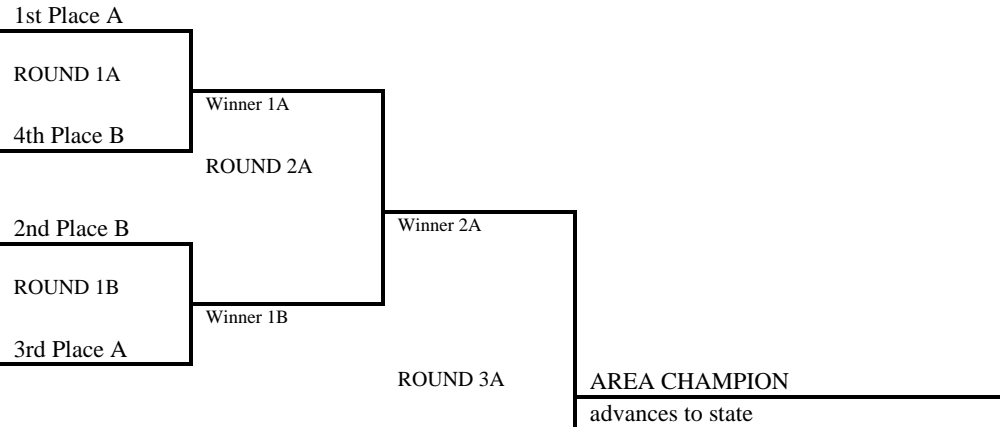 1st Place A
ROUND 1A
Winner 1A
4th Place B
ROUND 2A
2nd Place B
Winner 2A
ROUND 1B
Winner 1B
3rd Place A
ROUND 3A
AREA CHAMPION
advances to state